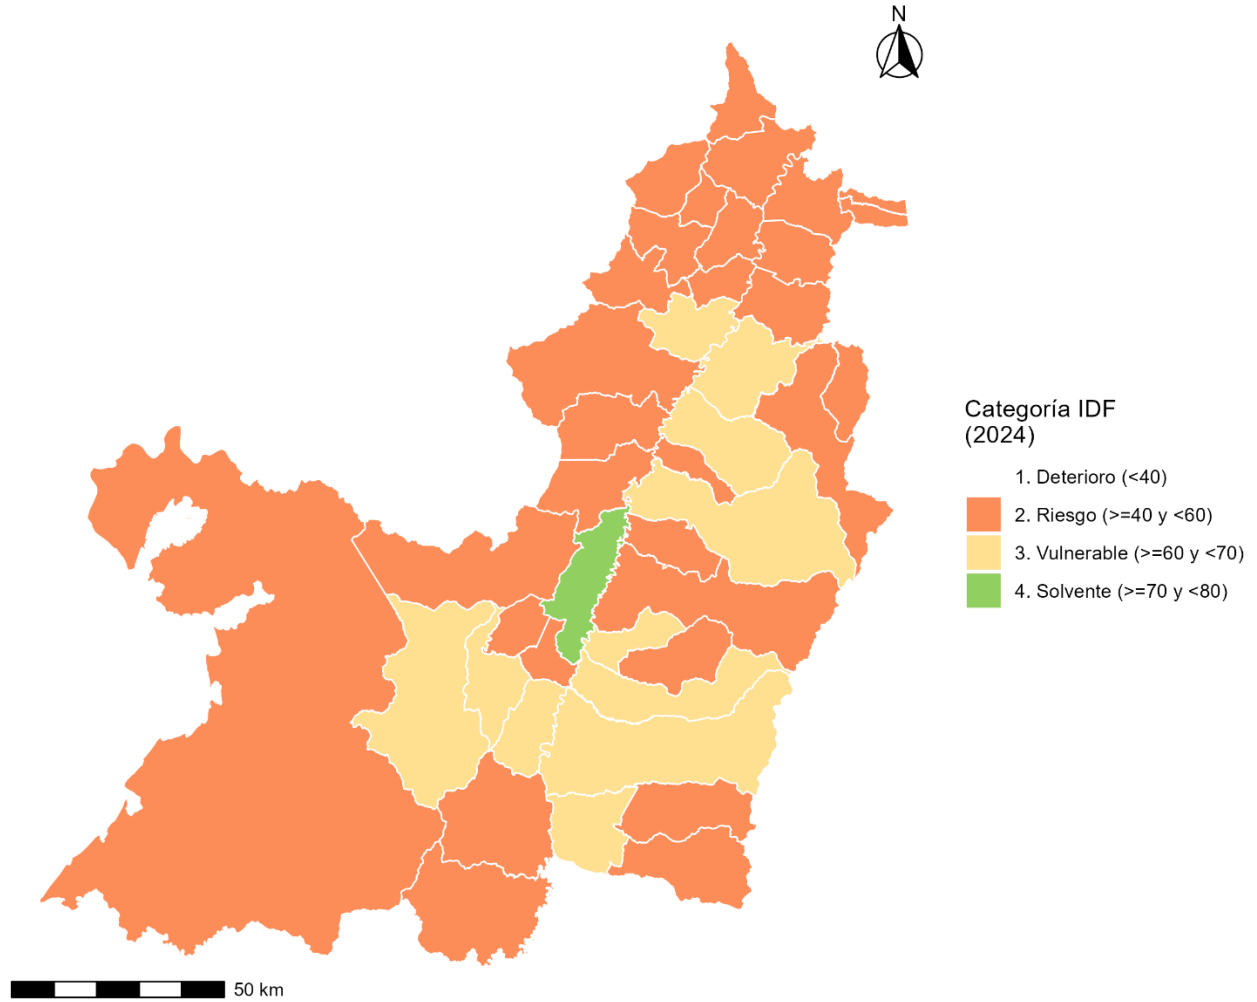 N
Categoría IDF
(2024)
1. Deterioro (<40)
2. Riesgo (>=40 y <60)
3. Vulnerable (>=60 y <70)
4. Solvente (>=70 y <80)
50 km